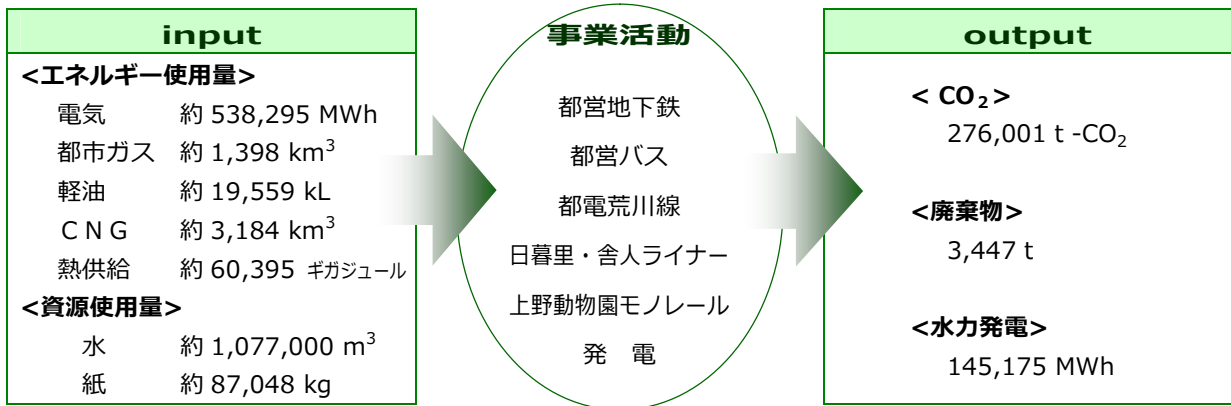 input
<エネルギー使用量>
電気 約 538,295 MWh
都市ガス 約 1,398 km³
軽油 約 19,559 kL
ＣＮＧ 約 3,184 km³
熱供給 約 60,395 ギガジュール
<資源使用量>
水 約 1,077,000 m³
紙 約 87,048 kg
事業活動
都営地下鉄
都営バス
都電荒川線
日暮里・舎人ライナー
上野動物園モノレール
発　電
output
< CO₂>
276,001 t -CO₂
<廃棄物>
3,447 t
<水力発電>
145,175 MWh